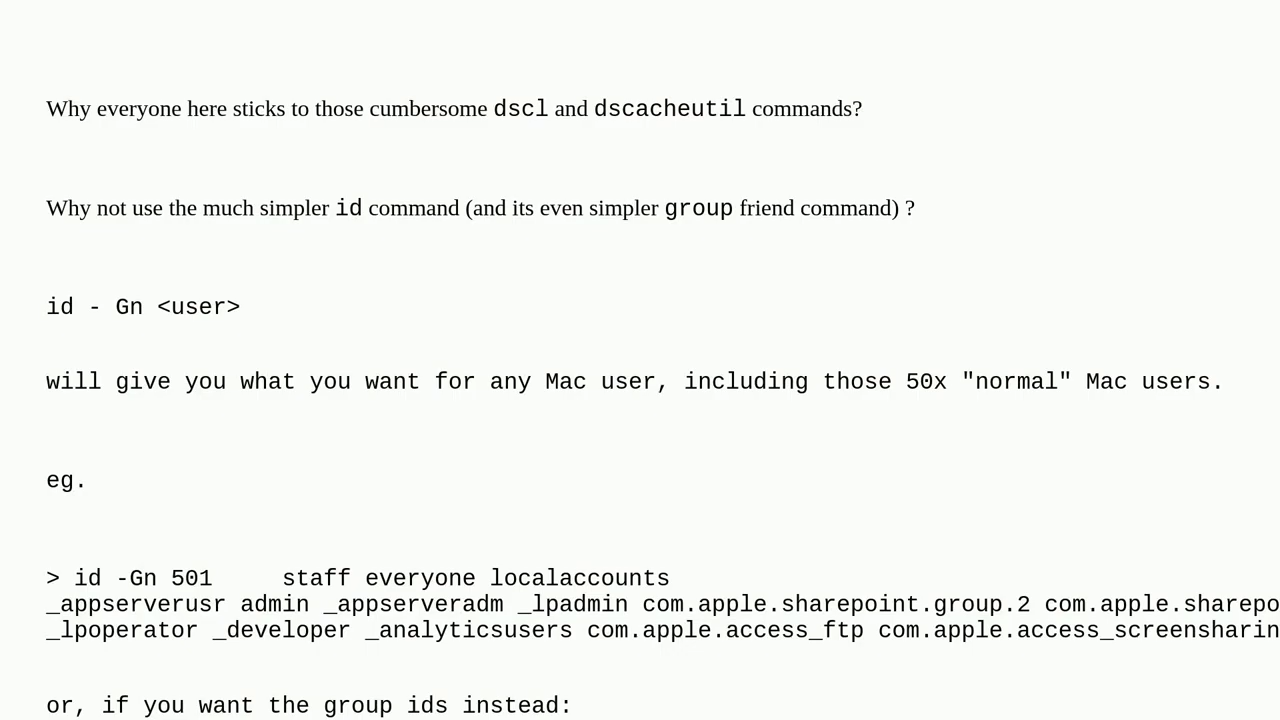 Why everyone here sticks to those cumbersome dscl and dscacheutil commands?
Why not use the much simpler id command (and its even simpler group friend command) ?
id - Gn <user>
will give you what you want for any Mac user, including those 50x "normal" Mac users.
eg.
> id -Gn 501     staff everyone localaccounts
_appserverusr admin _appserveradm _lpadmin com.apple.sharepoint.group.2 com.apple.sharepo
_lpoperator _developer _analyticsusers com.apple.access_ftp com.apple.access_screensharin
or, if you want the group ids instead: